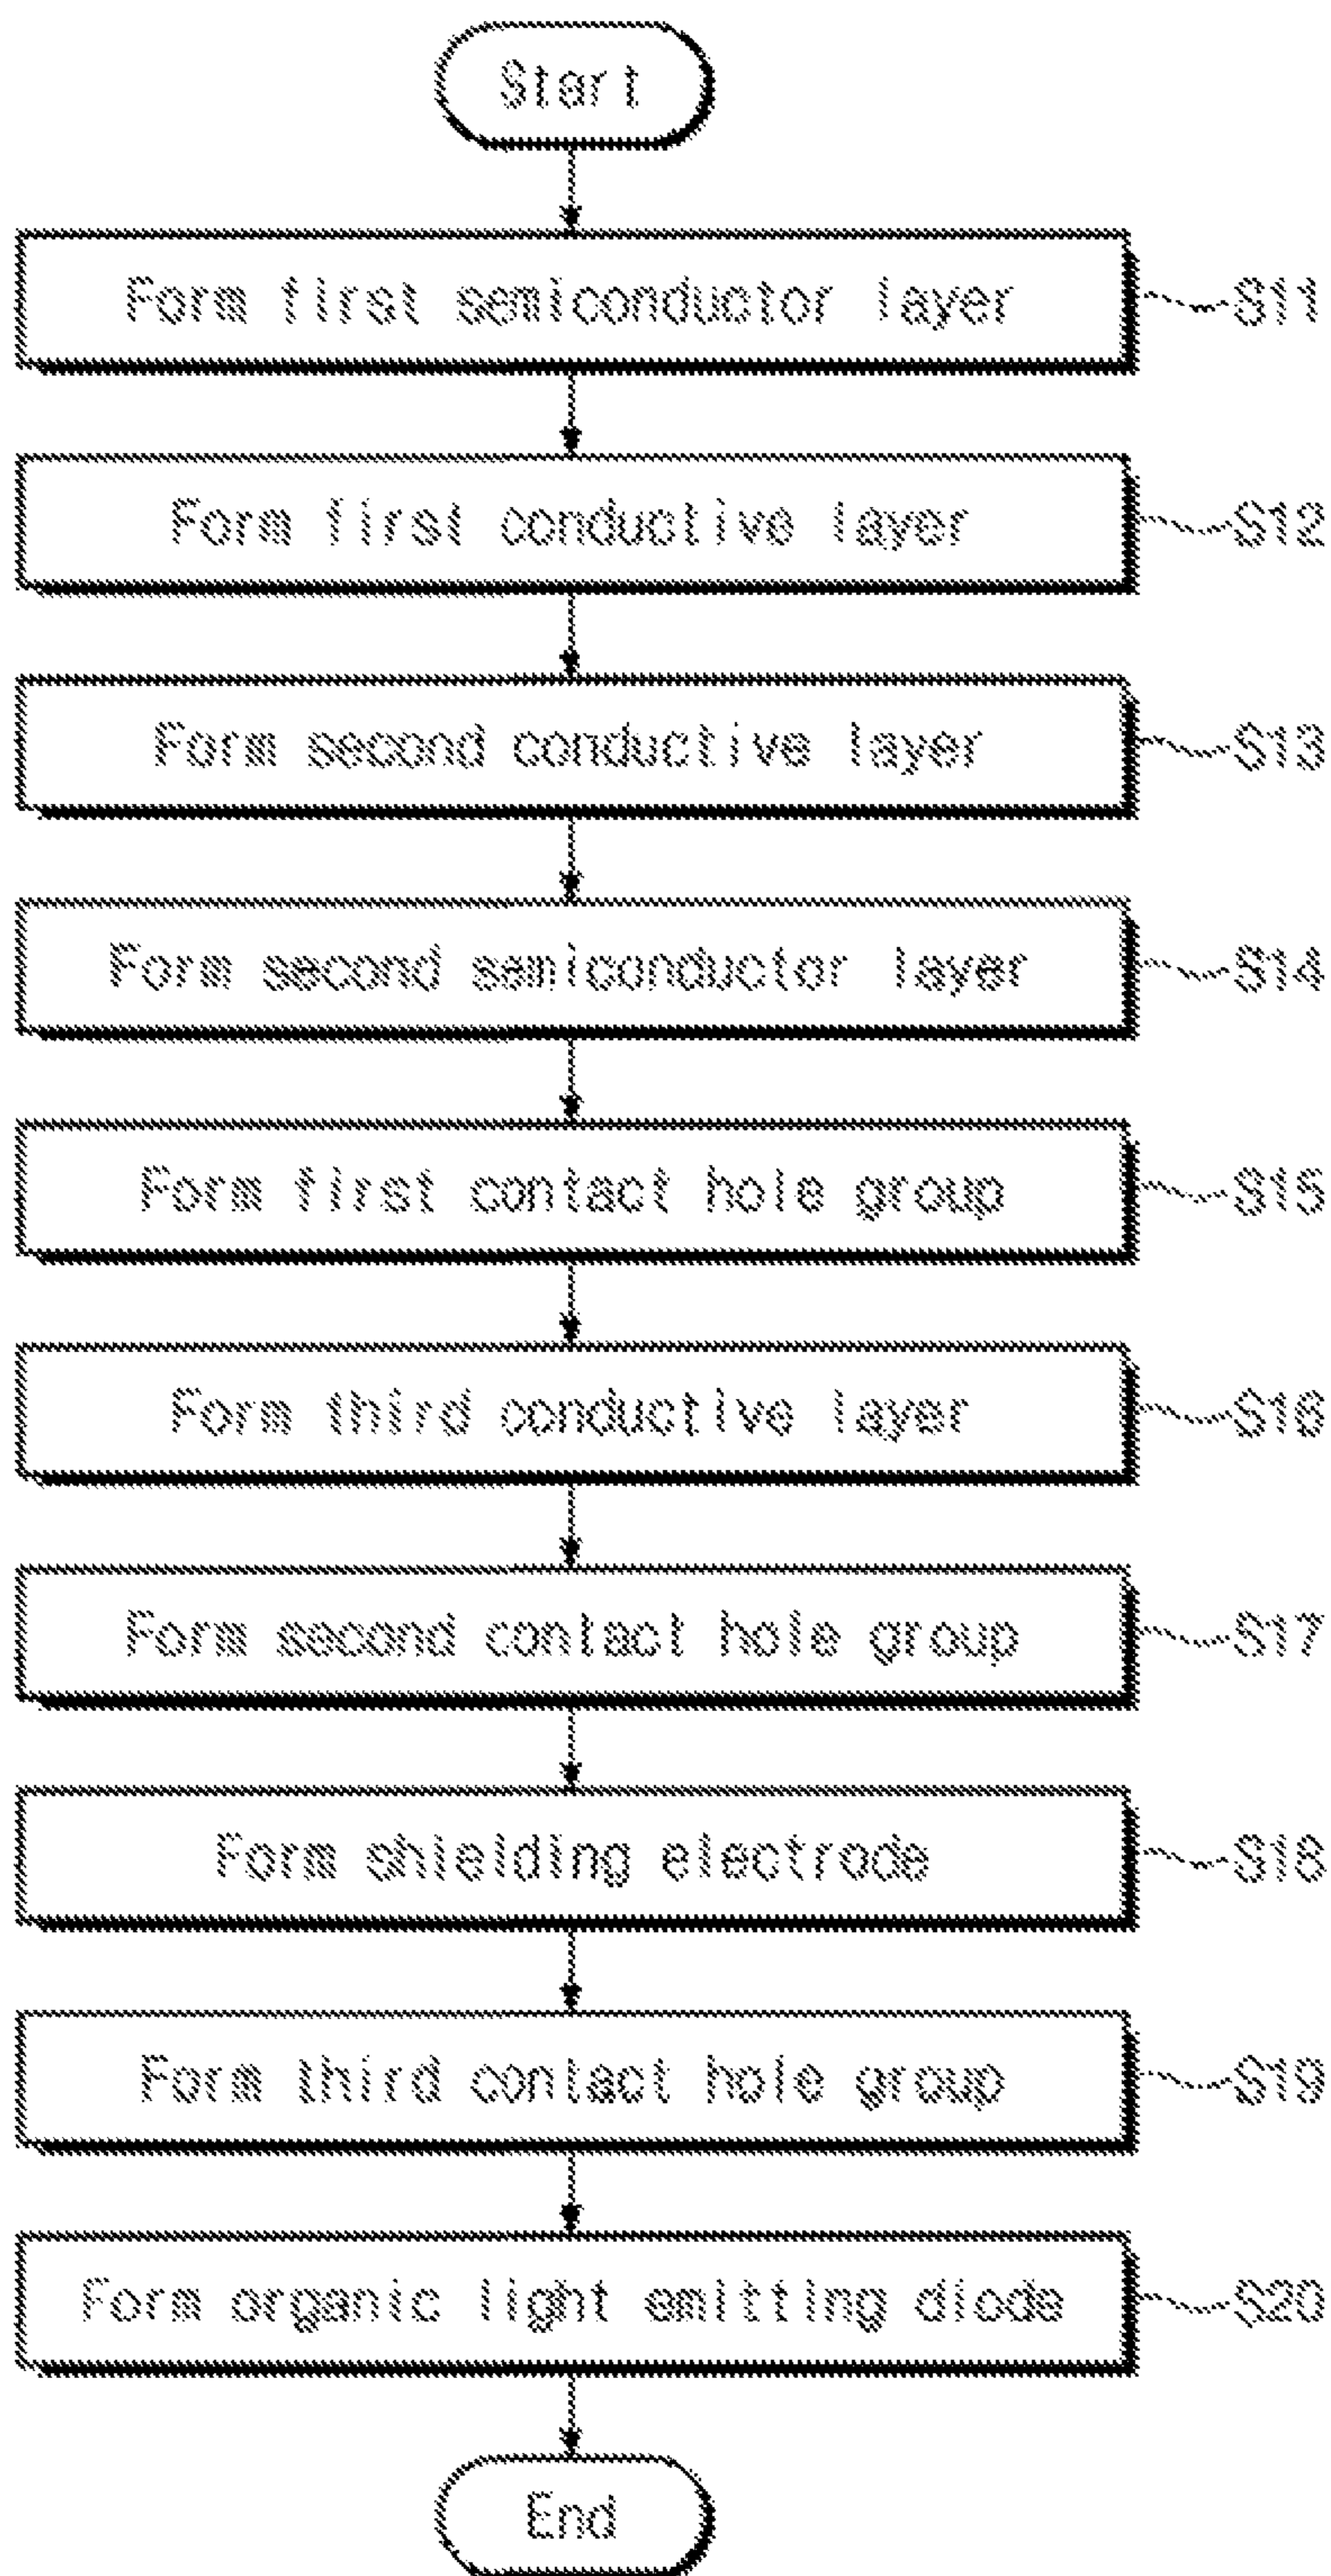 Start
Form first semiconductor layer S11
Form first conductive layer S12
Form second conductive layer S13
Form second semiconductor layer S14
Form first contact hole group S15
Form third conductive layer S16
Form second contact hole group S17
Form shielding electrode S18
Form third contact hole group S19
Form organic light emitting diode S20
End